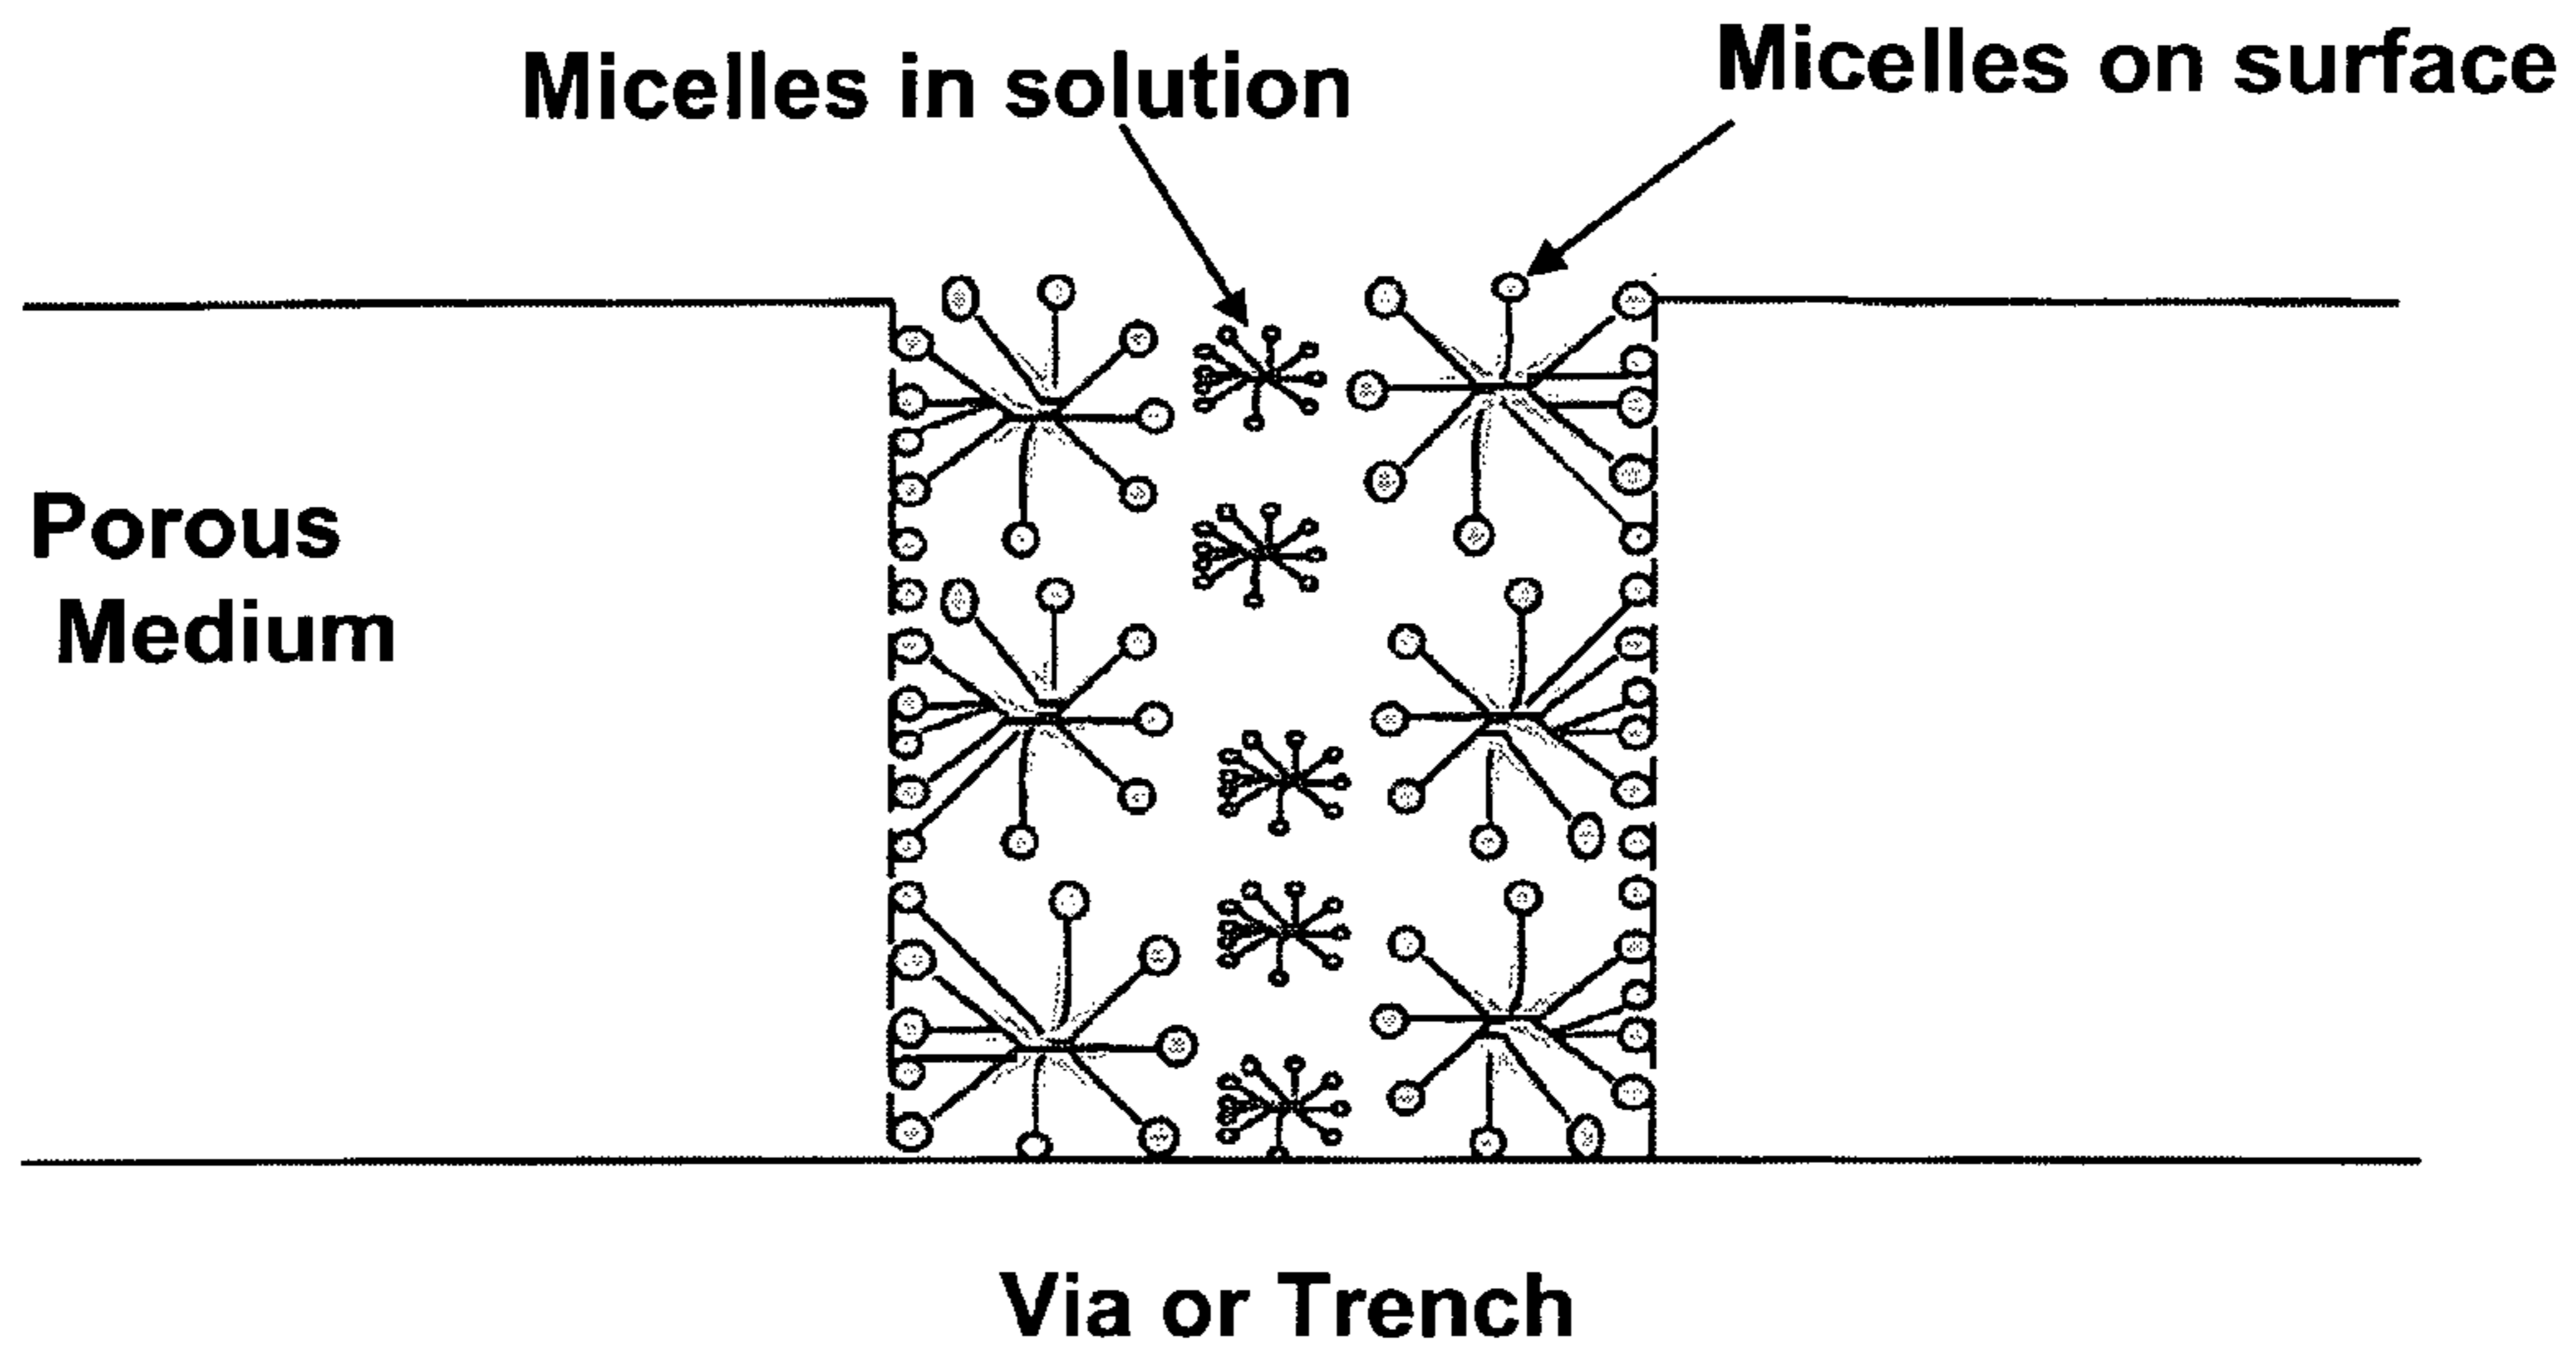 Micelles in solution
Micelles on surface
Porous
Medium
Via or Trench